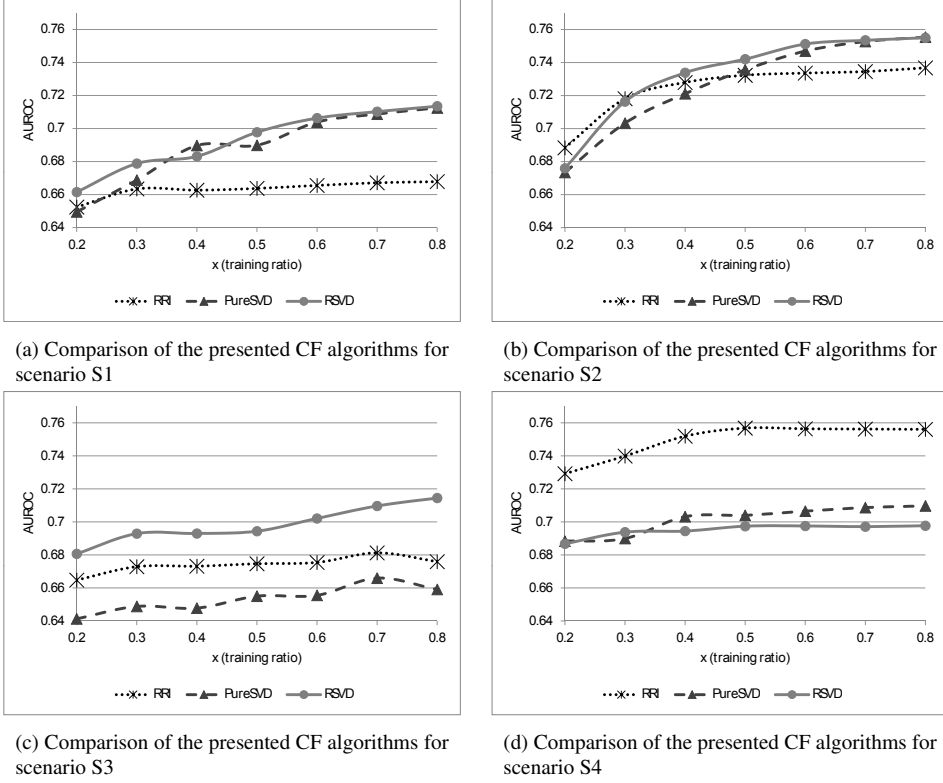 0.76
0.74
0.72
0.7
0.68
0.66
0.64
AUROC
0.2 0.3 0.4 0.5 0.6 0.7 0.8
x (training ratio)
RRI PureSVD RSVD
(a) Comparison of the presented CF algorithms for
scenario S1
0.76
0.74
0.72
0.7
0.68
0.66
0.64
AUROC
0.2 0.3 0.4 0.5 0.6 0.7 0.8
x (training ratio)
RRI PureSVD RSVD
(b) Comparison of the presented CF algorithms for
scenario S2
0.76
0.74
0.72
0.7
0.68
0.66
0.64
AUROC
0.2 0.3 0.4 0.5 0.6 0.7 0.8
x (training ratio)
RRI PureSVD RSVD
(c) Comparison of the presented CF algorithms for
scenario S3
0.76
0.74
0.72
0.7
0.68
0.66
0.64
AUROC
0.2 0.3 0.4 0.5 0.6 0.7 0.8
x (training ratio)
RRI PureSVD RSVD
(d) Comparison of the presented CF algorithms for
scenario S4